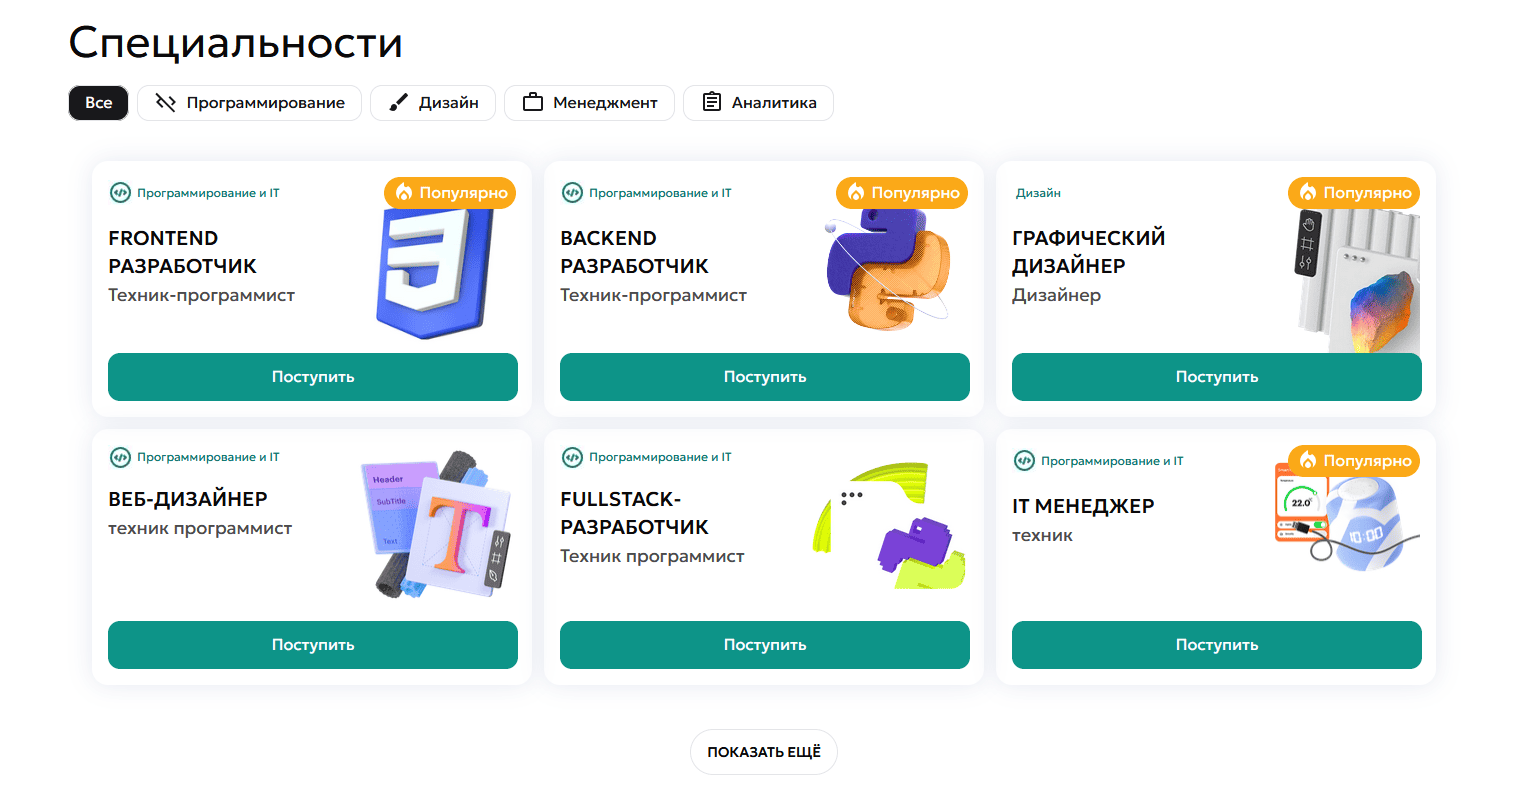 Специальности
Все
Программирование
Дизайн
Менеджмент
Аналитика
Программирование и IT
Популярно
FRONTEND
РАЗРАБОТЧИК
Техник-программист
Поступить
Программирование и IT
Популярно
BACKEND
РАЗРАБОТЧИК
Техник-программист
Поступить
Дизайн
Популярно
ГРАФИЧЕСКИЙ
ДИЗАЙНЕР
Дизайнер
Поступить
Программирование и IT
ВЕБ-ДИЗАЙНЕР
техник программист
Header
SubTitle
Text
T
Поступить
Программирование и IT
FULLSTACK-
РАЗРАБОТЧИК
Техник программист
Поступить
Программирование и IT
Популярно
IT МЕНЕДЖЕР
техник
22.0°
10:00
Поступить
ПОКАЗАТЬ ЕЩЁ